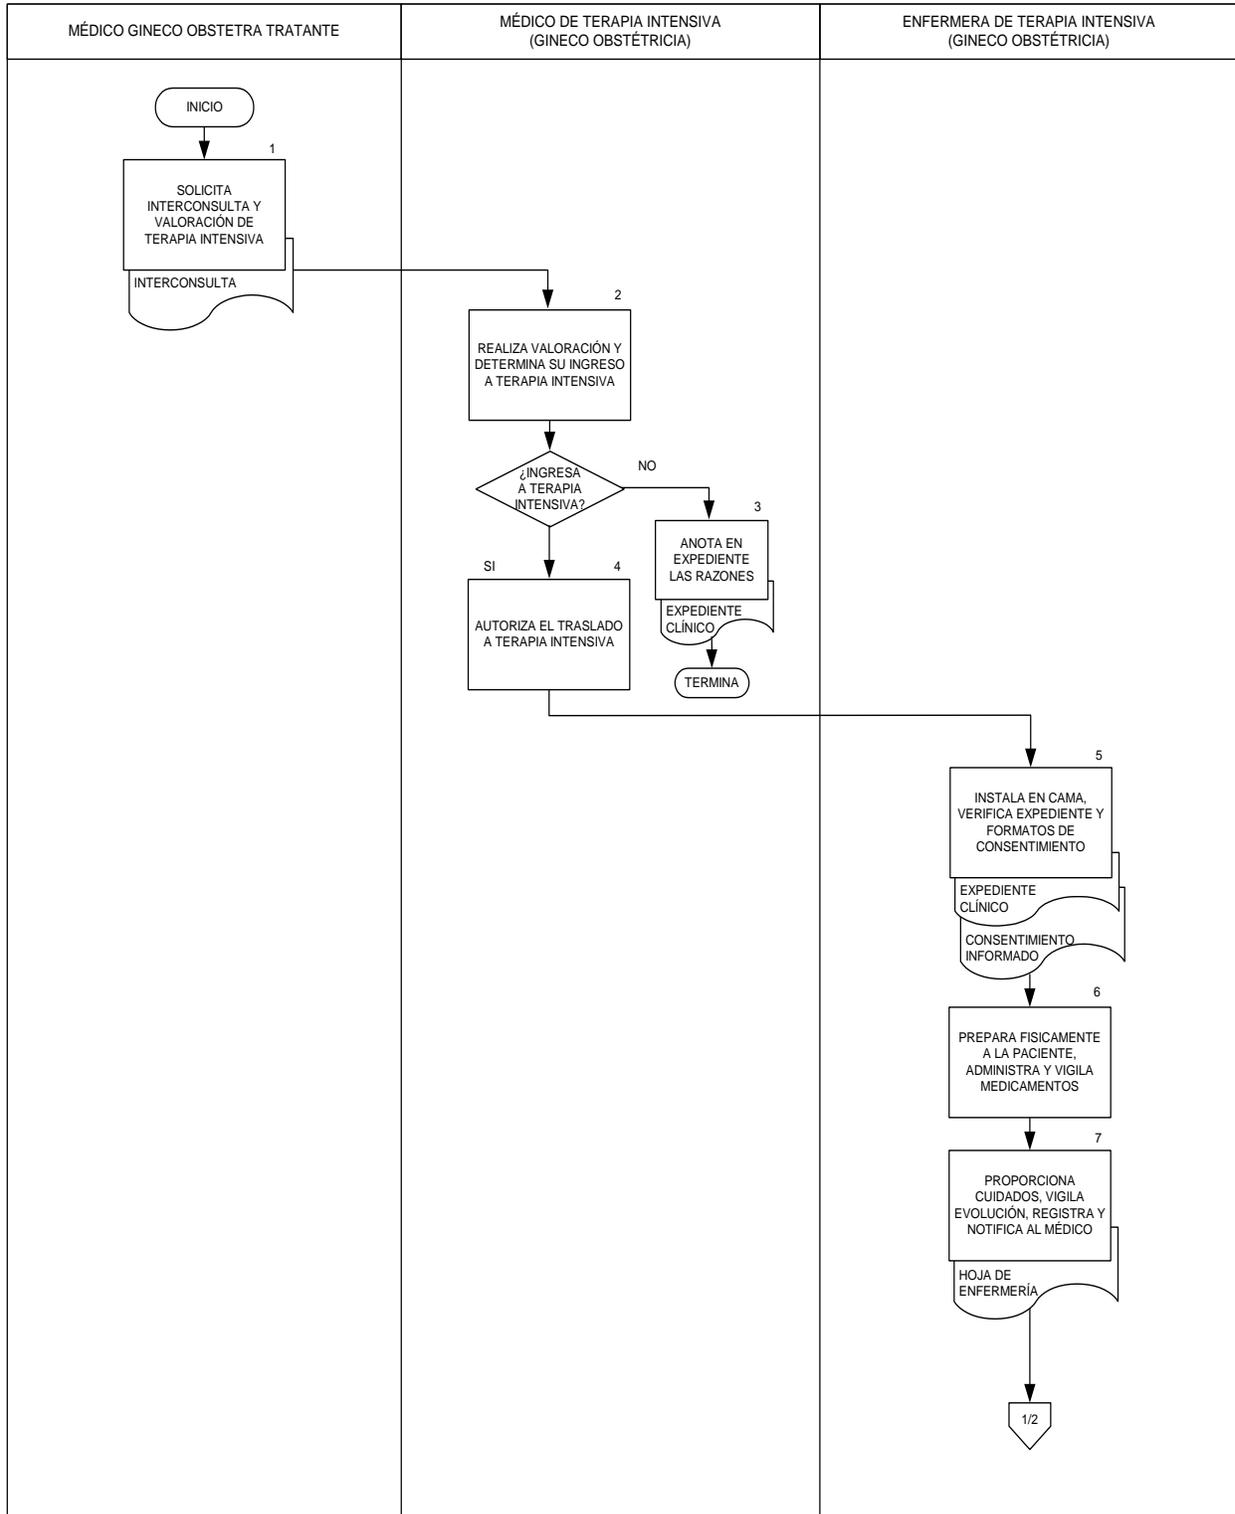 MÉDICO GINECO OBSTETRA TRATANTE
MÉDICO DE TERAPIA INTENSIVA
(GINECO OBSTÉTRICIA)
ENFERMERA DE TERAPIA INTENSIVA
(GINECO OBSTÉTRICIA)
INICIO
1
SOLICITA
INTERCONSULTA Y
VALORACIÓN DE
TERAPIA INTENSIVA
INTERCONSULTA
2
REALIZA VALORACIÓN Y
DETERMINA SU INGRESO
A TERAPIA INTENSIVA
¿INGRESA
A TERAPIA
INTENSIVA?
NO
3
ANOTA EN
EXPEDIENTE
LAS RAZONES
EXPEDIENTE
CLÍNICO
TERMINA
SI
4
AUTORIZA EL TRASLADO
A TERAPIA INTENSIVA
5
INSTALA EN CAMA,
VERIFICA EXPEDIENTE Y
FORMATOS DE
CONSENTIMIENTO
EXPEDIENTE
CLÍNICO
CONSENTIMIENTO
INFORMADO
6
PREPARA FISICAMENTE
A LA PACIENTE,
ADMINISTRA Y VIGILA
MEDICAMENTOS
7
PROPORCIONA
CUIDADOS, VIGILA
EVOLUCIÓN, REGISTRA Y
NOTIFICA AL MÉDICO
HOJA DE
ENFERMERÍA
1/2